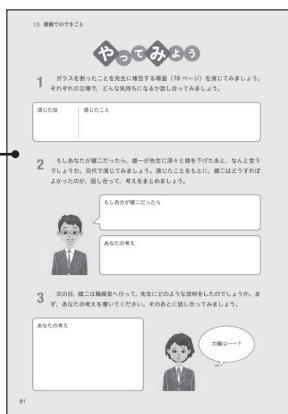 13 最初でのできごと
やってみよう
1 ガラスを割ったことを先生に報告する場面(78ページ)を演じてみましょう。
それぞれの立場で、どんな気持ちになるか話し合ってみましょう。
演じた役 感じたこと
2 もしあなたが健二だったら、雄一が先生に深々と頭を下げたあと、なんと言う
でしょうか。交代で演じてみましょう。演じたことをもとに、健二はどうすれば
よかったのか、話し合って、考えをまとめましょう。
もし自分が健二だったら
あなたの考え
3 次の日、健二は職員室へ行って、先生にどのような説明をしたのでしょうか。ま
ず、あなたの考えを書いてください。そのあとに話し合ってみましょう。
あなたの考え
大輔は……?
81